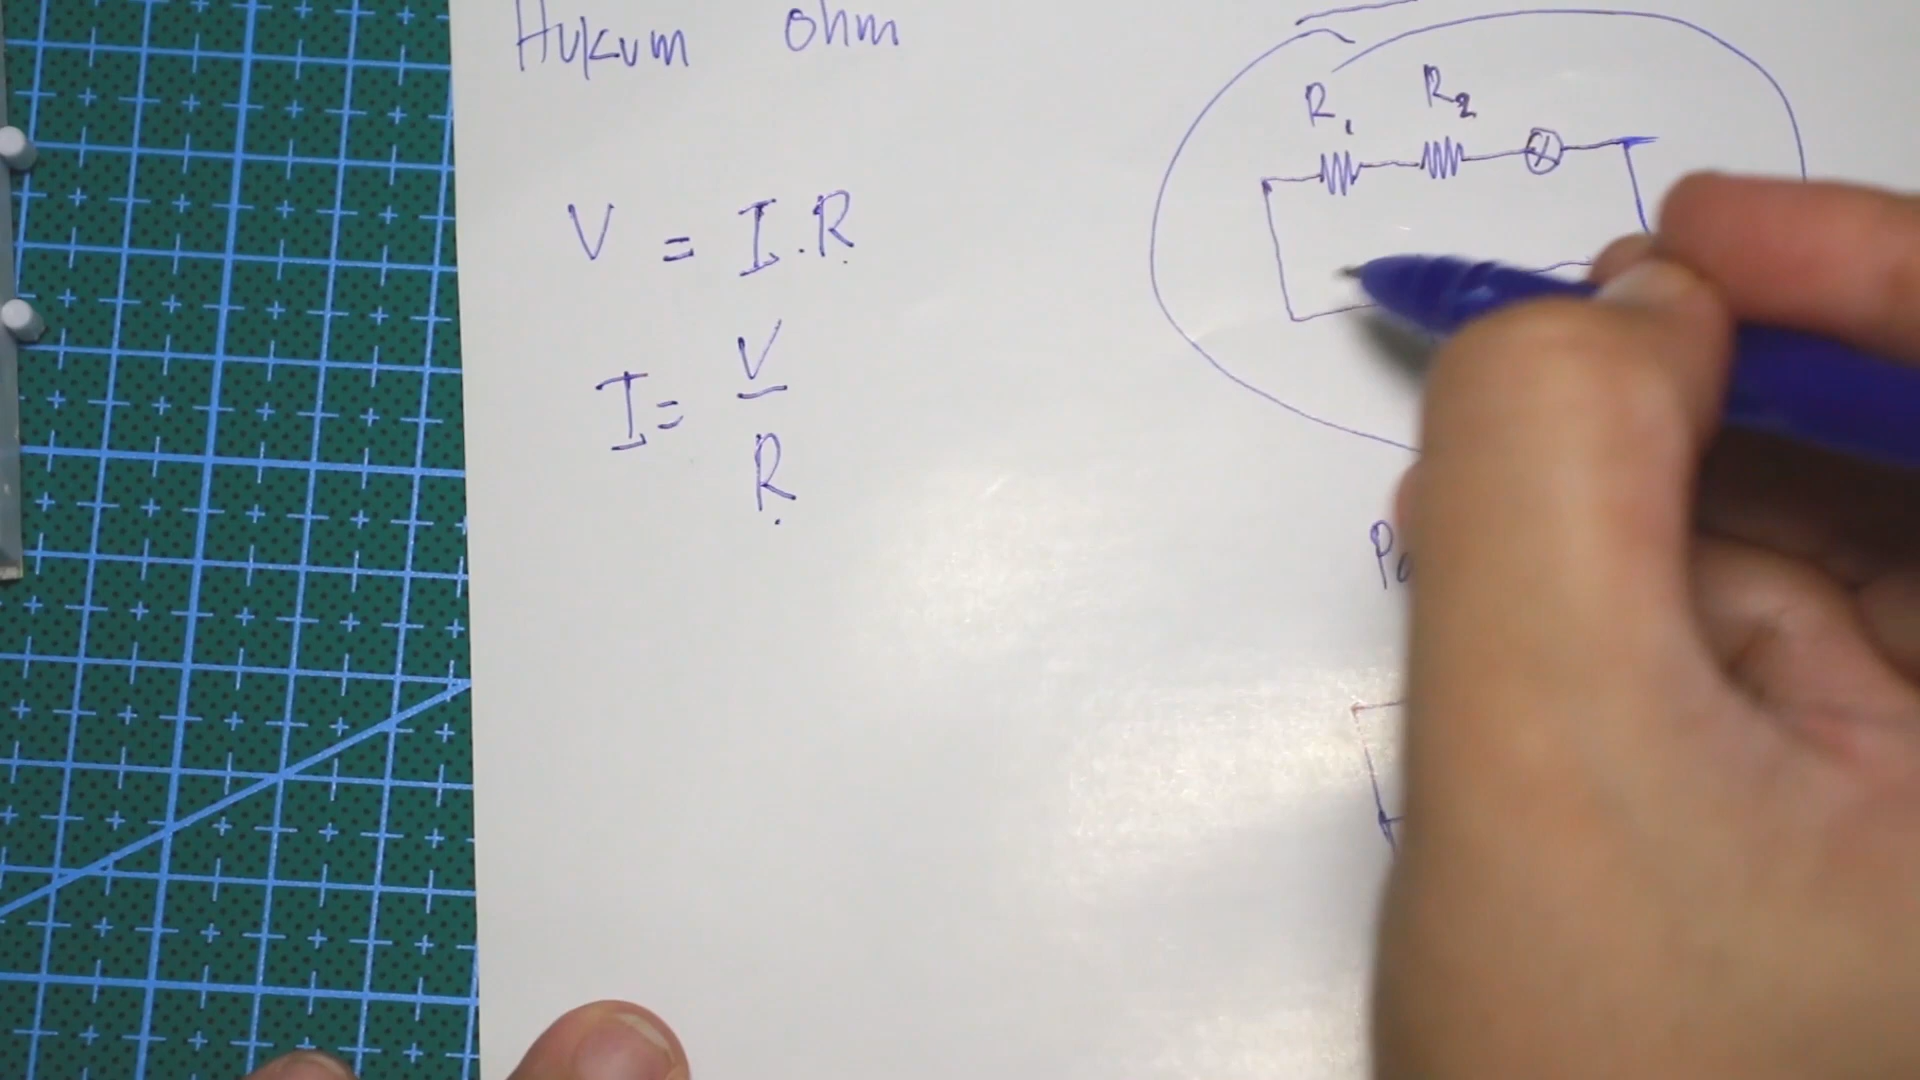 Hukum ohm
R1 R2
V = I.R
I = V
R